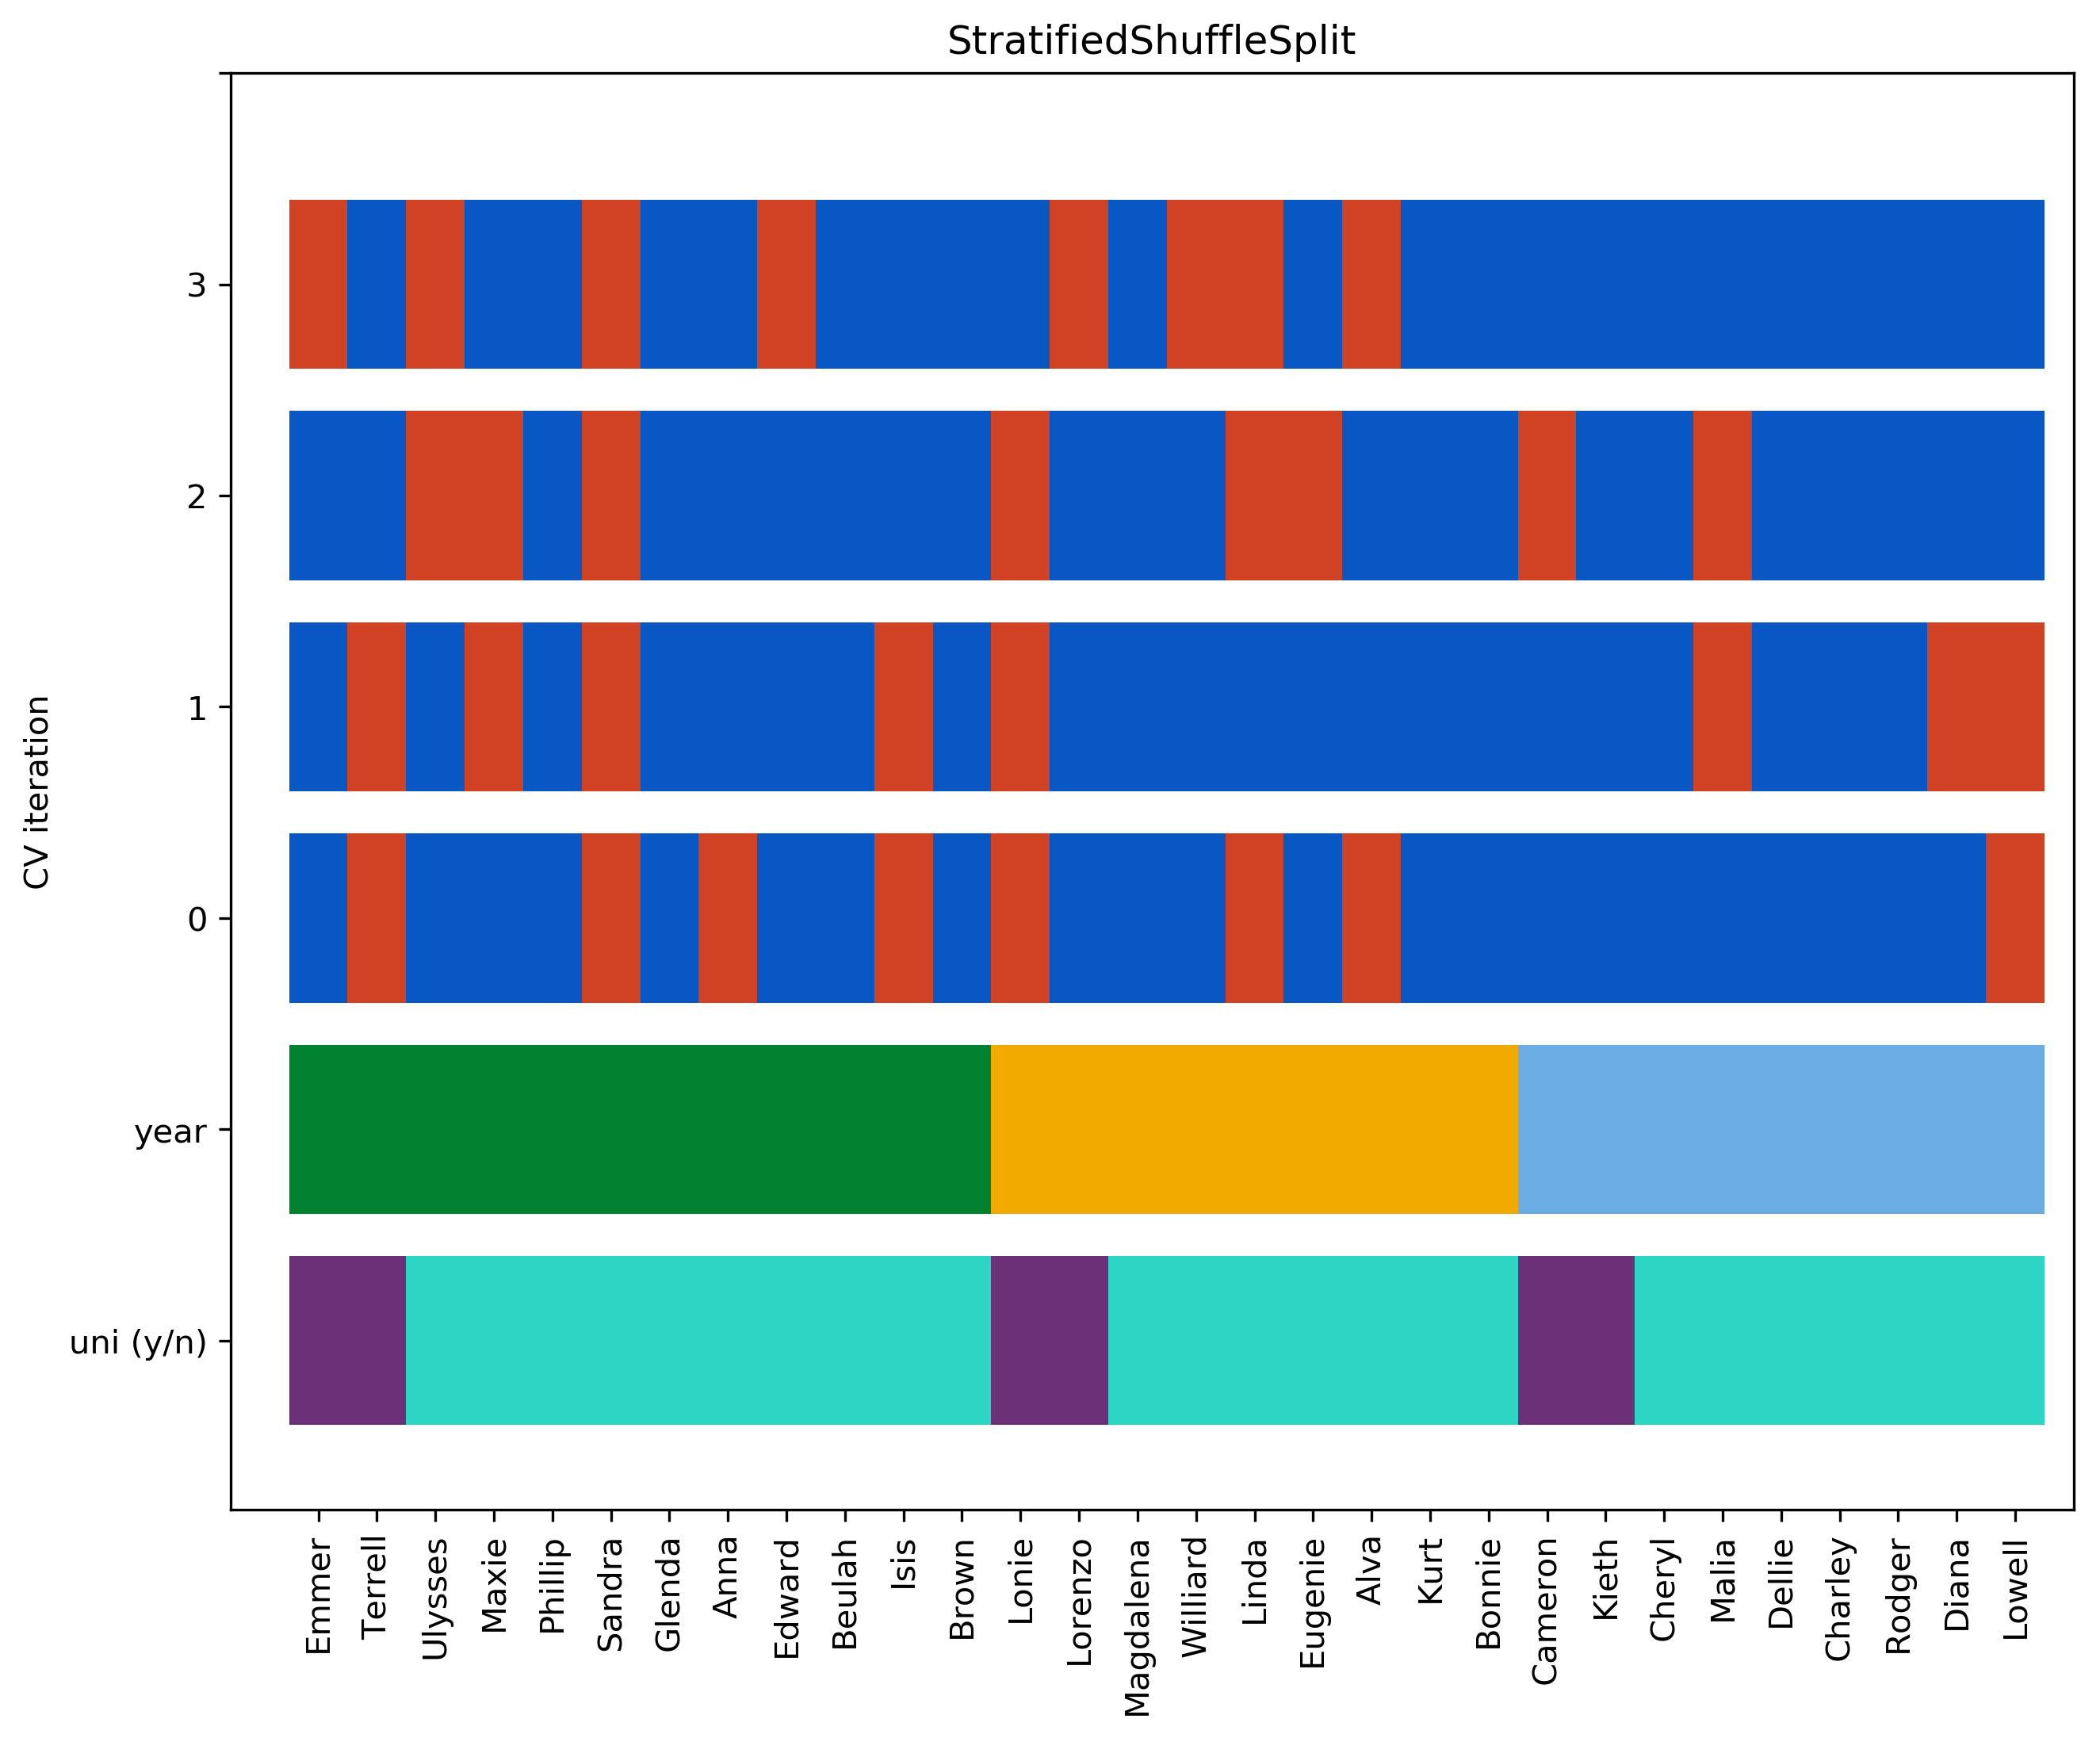 StratifiedShuffleSplit
3
2
1
0
year
uni (y/n)
CV iteration
Emmer
Terrell
Ulysses
Maxie
Phillip
Sandra
Glenda
Anna
Edward
Beulah
Isis
Brown
Lonie
Lorenzo
Magdalena
Williard
Linda
Eugenie
Alva
Kurt
Bonnie
Cameron
Kieth
Cheryl
Malia
Dellie
Charley
Rodger
Diana
Lowell